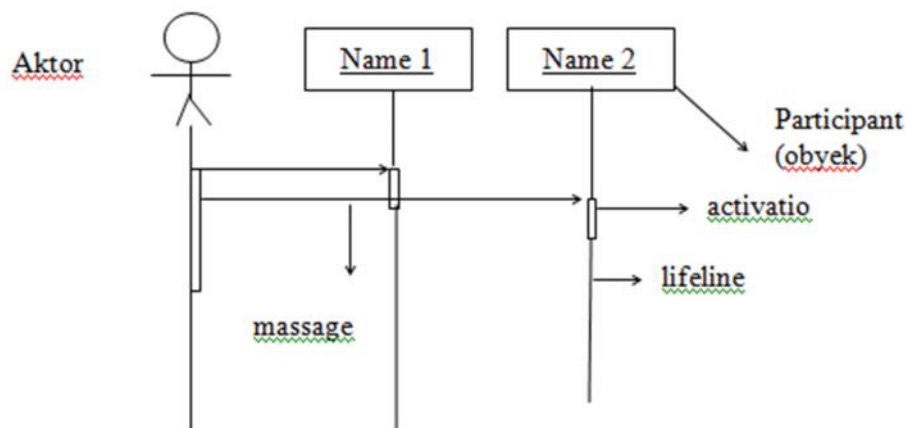 Aktor
Name 1
Name 2
Participant
(obyek)
activatio
lifeline
massage